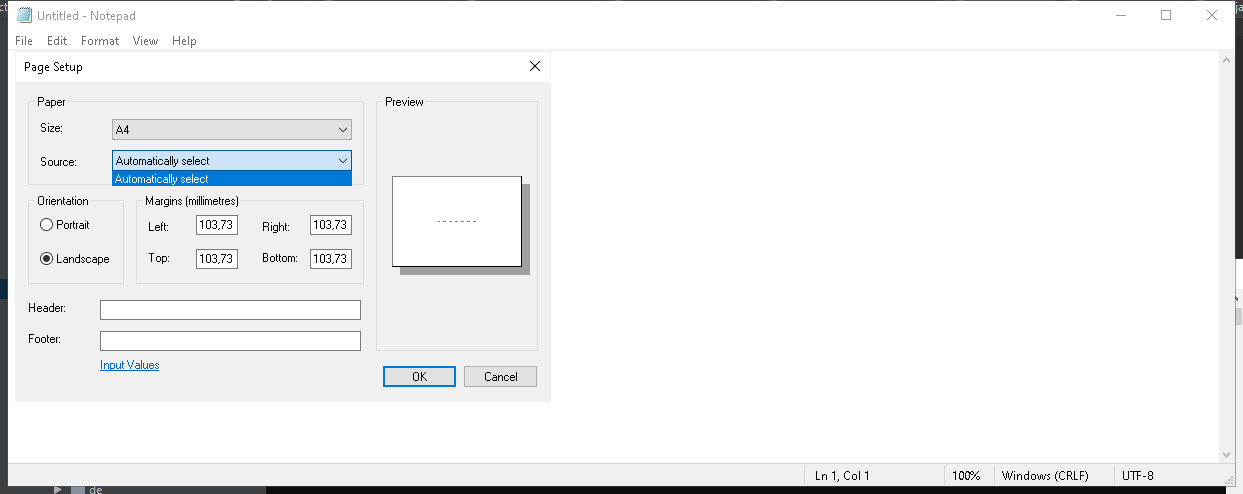 Untitled - Notepad
File Edit Format View Help
Page Setup
Paper
Size: A4
Source: Automatically select
Automatically select
Preview
Orientation
Portrait
Landscape
Margins (millimetres)
Left: 103,73 Right: 103,73
Top: 103,73 Bottom: 103,73
Header:
Footer:
Input Values
OK Cancel
Ln 1, Col 1 100% Windows (CRLF) UTF-8
de